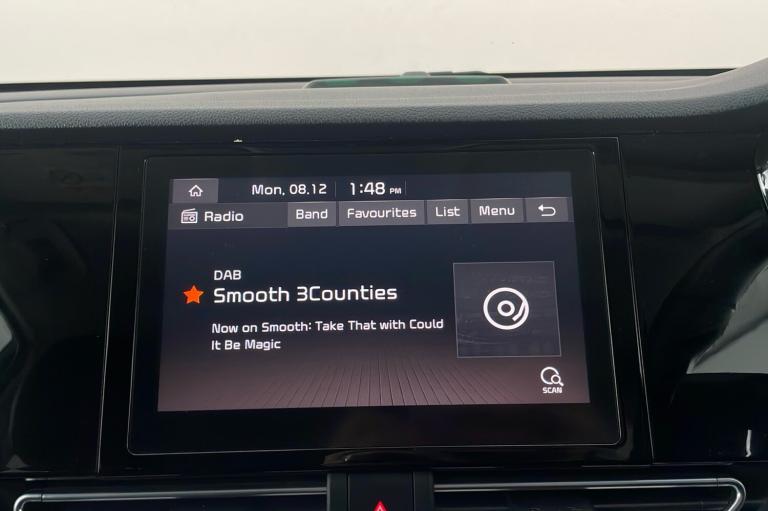 Mon, 08.12 1:48 PM
Radio Band Favourites List Menu
DAB
Smooth 3Counties
Now on Smooth: Take That with Could
It Be Magic
SCAN